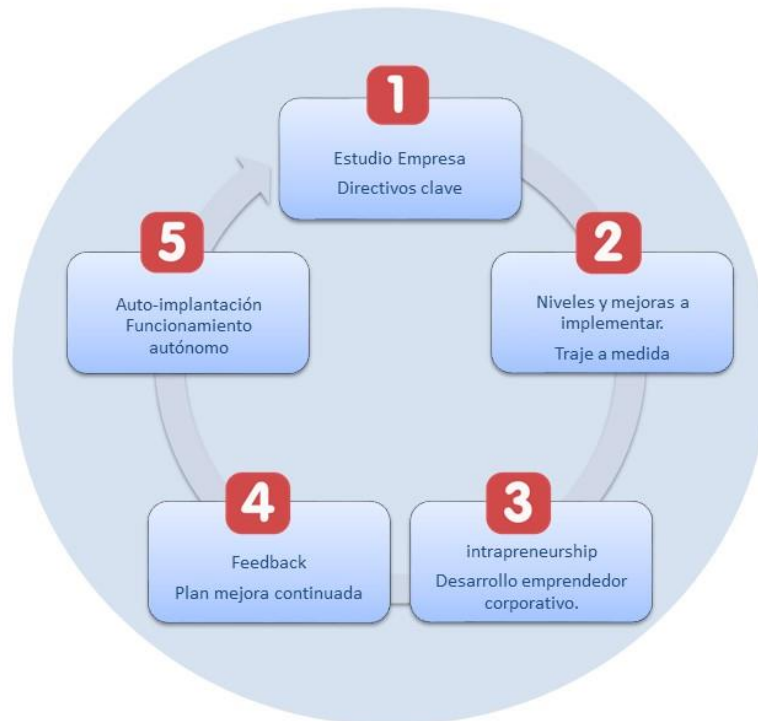 1
Estudio Empresa
Directivos clave
2
Niveles y mejoras a
implementar.
Traje a medida
3
intrapreneurship
Desarrollo emprendedor
corporativo.
4
Feedback
Plan mejora continuada
5
Auto-implantación
Funcionamiento
autónomo